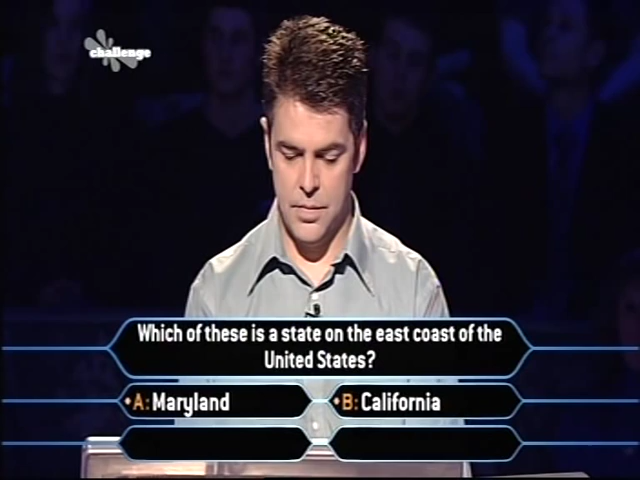 challenge
Which of these is a state on the east coast of the
United States?
A: Maryland
B: California